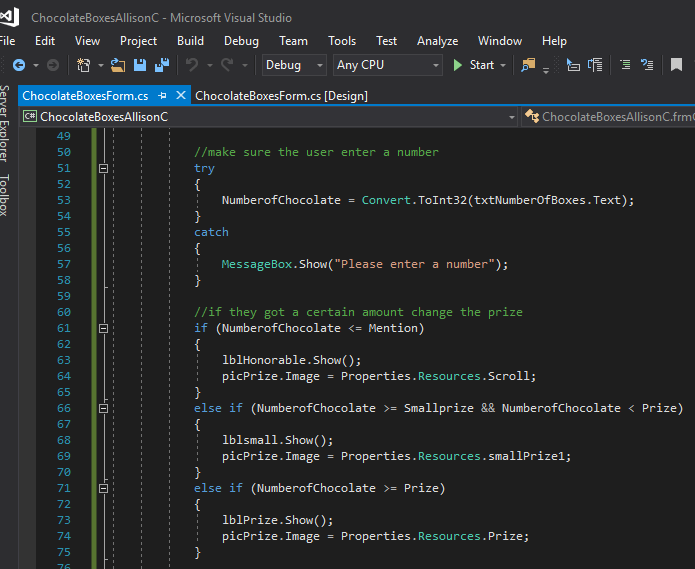 ChocolateBoxesAllisonC - Microsoft Visual Studio
File Edit View Project Build Debug Team Tools Test Analyze Window Help
Debug Any CPU Start
ChocolateBoxesForm.cs ChocolateBoxesForm.cs [Design]
C# ChocolateBoxesAllisonC ChocolateBoxesAllisonC.frm
Server Explorer
Toolbox
49
50 //make sure the user enter a number
51 try
52 {
53 NumberofChocolate = Convert.ToInt32(txtNumberOfBoxes.Text);
54 }
55 catch
56 {
57 MessageBox.Show("Please enter a number");
58 }
59
60 //if they got a certain amount change the prize
61 if (NumberofChocolate <= Mention)
62 {
63 lblHonorable.Show();
64 picPrize.Image = Properties.Resources.Scroll;
65 }
66 else if (NumberofChocolate >= Smallprize && NumberofChocolate < Prize)
67 {
68 lblsmall.Show();
69 picPrize.Image = Properties.Resources.smallPrize1;
70 }
71 else if (NumberofChocolate >= Prize)
72 {
73 lblPrize.Show();
74 picPrize.Image = Properties.Resources.Prize;
75 }
76